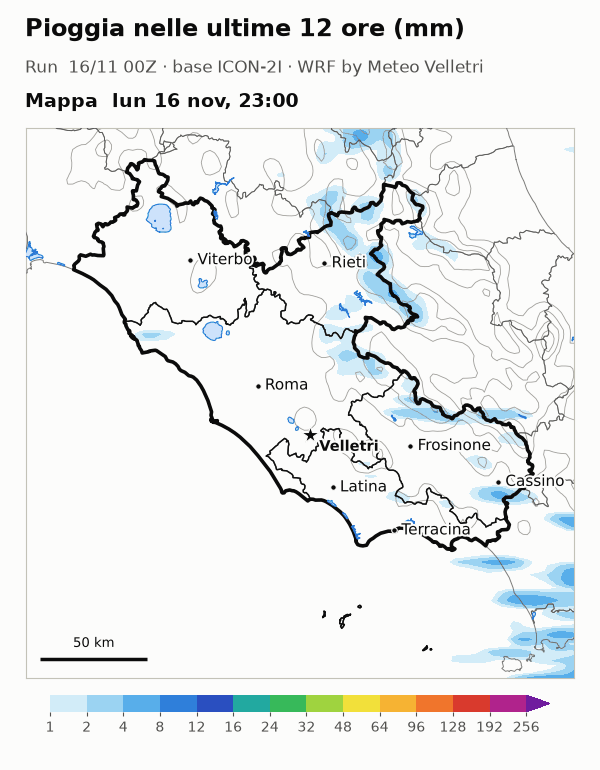 Pioggia nelle ultime 12 ore (mm)
Run  16/11 00Z · base ICON-2I · WRF by Meteo Velletri
Mappa  lun 16 nov, 23:00
Viterbo
Rieti
Roma
Velletri
Frosinone
Cassino
Latina
Terracina
50 km
1 2 4 8 12 16 24 32 48 64 96 128 192 256